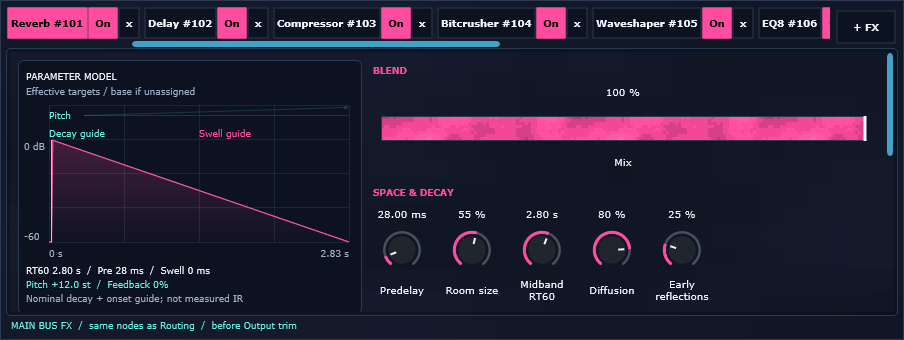 Reverb #101 On x Delay #102 On x Compressor #103 On x Bitcrusher #104 On x Waveshaper #105 On x EQ8 #106 + FX
PARAMETER MODEL
Effective targets / base if unassigned
Pitch
Decay guide Swell guide
0 dB
-60
0 s 2.83 s
RT60 2.80 s / Pre 28 ms / Swell 0 ms
Pitch +12.0 st / Feedback 0%
Nominal decay + onset guide; not measured IR
BLEND
100 %
Mix
SPACE & DECAY
28.00 ms 55 % 2.80 s 80 % 25 %
Predelay Room size Midband RT60 Diffusion Early reflections
MAIN BUS FX / same nodes as Routing / before Output trim